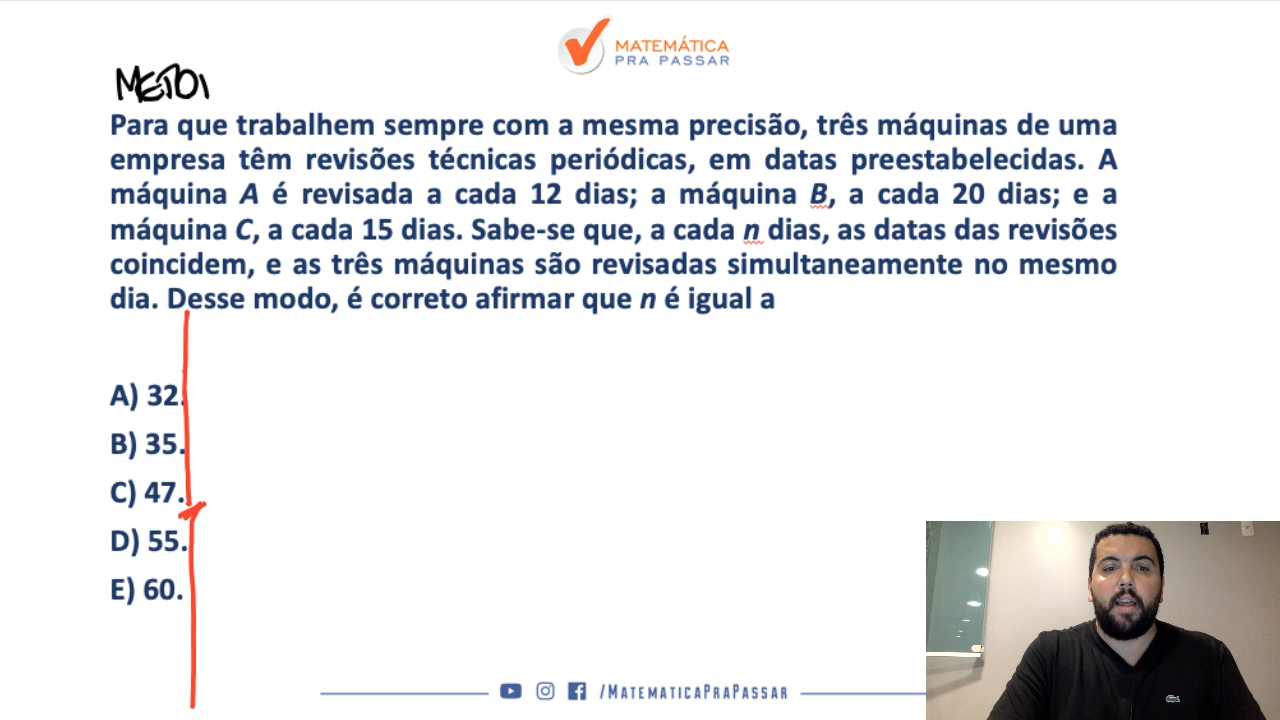 MATEMÁTICA
PRA PASSAR
Para que trabalhem sempre com a mesma precisão, três máquinas de uma
empresa têm revisões técnicas periódicas, em datas preestabelecidas. A
máquina A é revisada a cada 12 dias; a máquina B, a cada 20 dias; e a
máquina C, a cada 15 dias. Sabe-se que, a cada n dias, as datas das revisões
coincidem, e as três máquinas são revisadas simultaneamente no mesmo
dia. Desse modo, é correto afirmar que n é igual a
A) 32.
B) 35.
C) 47.
D) 55.
E) 60.
/MATEMATICAPRAPASSAR